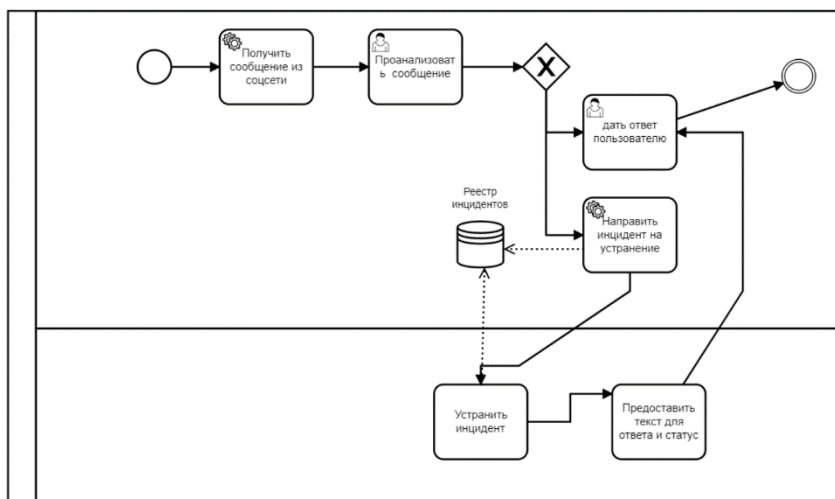 Получить
сообщение из
соцсети
Проанализоват
ь сообщение
X
дать ответ
пользователю
Реестр
инцидентов
Направить
инцидент на
устранение
Устранить
инцидент
Предоставить
текст для
ответа и статус